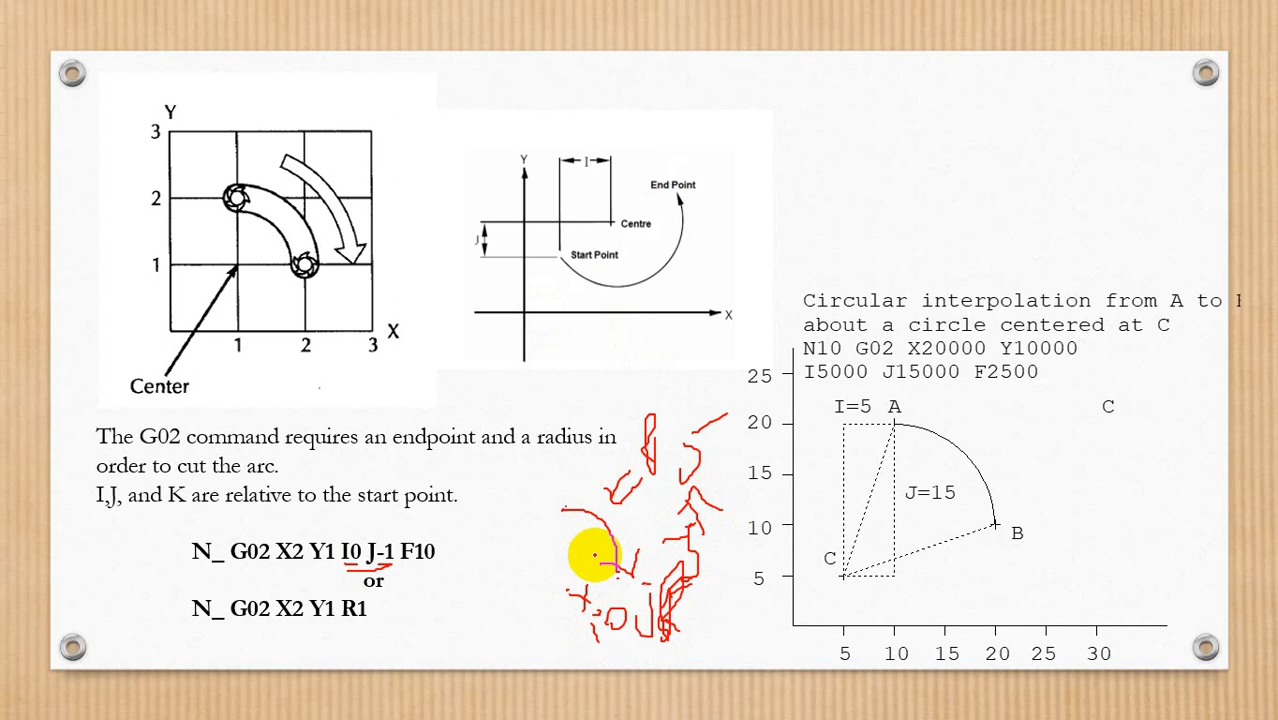 Y
3
2
1
1
2
3
X
Center
Y
I
End Point
Centre
J
Start Point
X
The G02 command requires an endpoint and a radius in
order to cut the arc.
I,J, and K are relative to the start point.
N_ G02 X2 Y1 I0 J-1 F10
or
N_ G02 X2 Y1 R1
Circular interpolation from A to
about a circle centered at C
N10 G02 X20000 Y10000
I5000 J15000 F2500
25
20
15
10
5
I=5
A
C
J=15
B
C
5
10
15
20
25
30